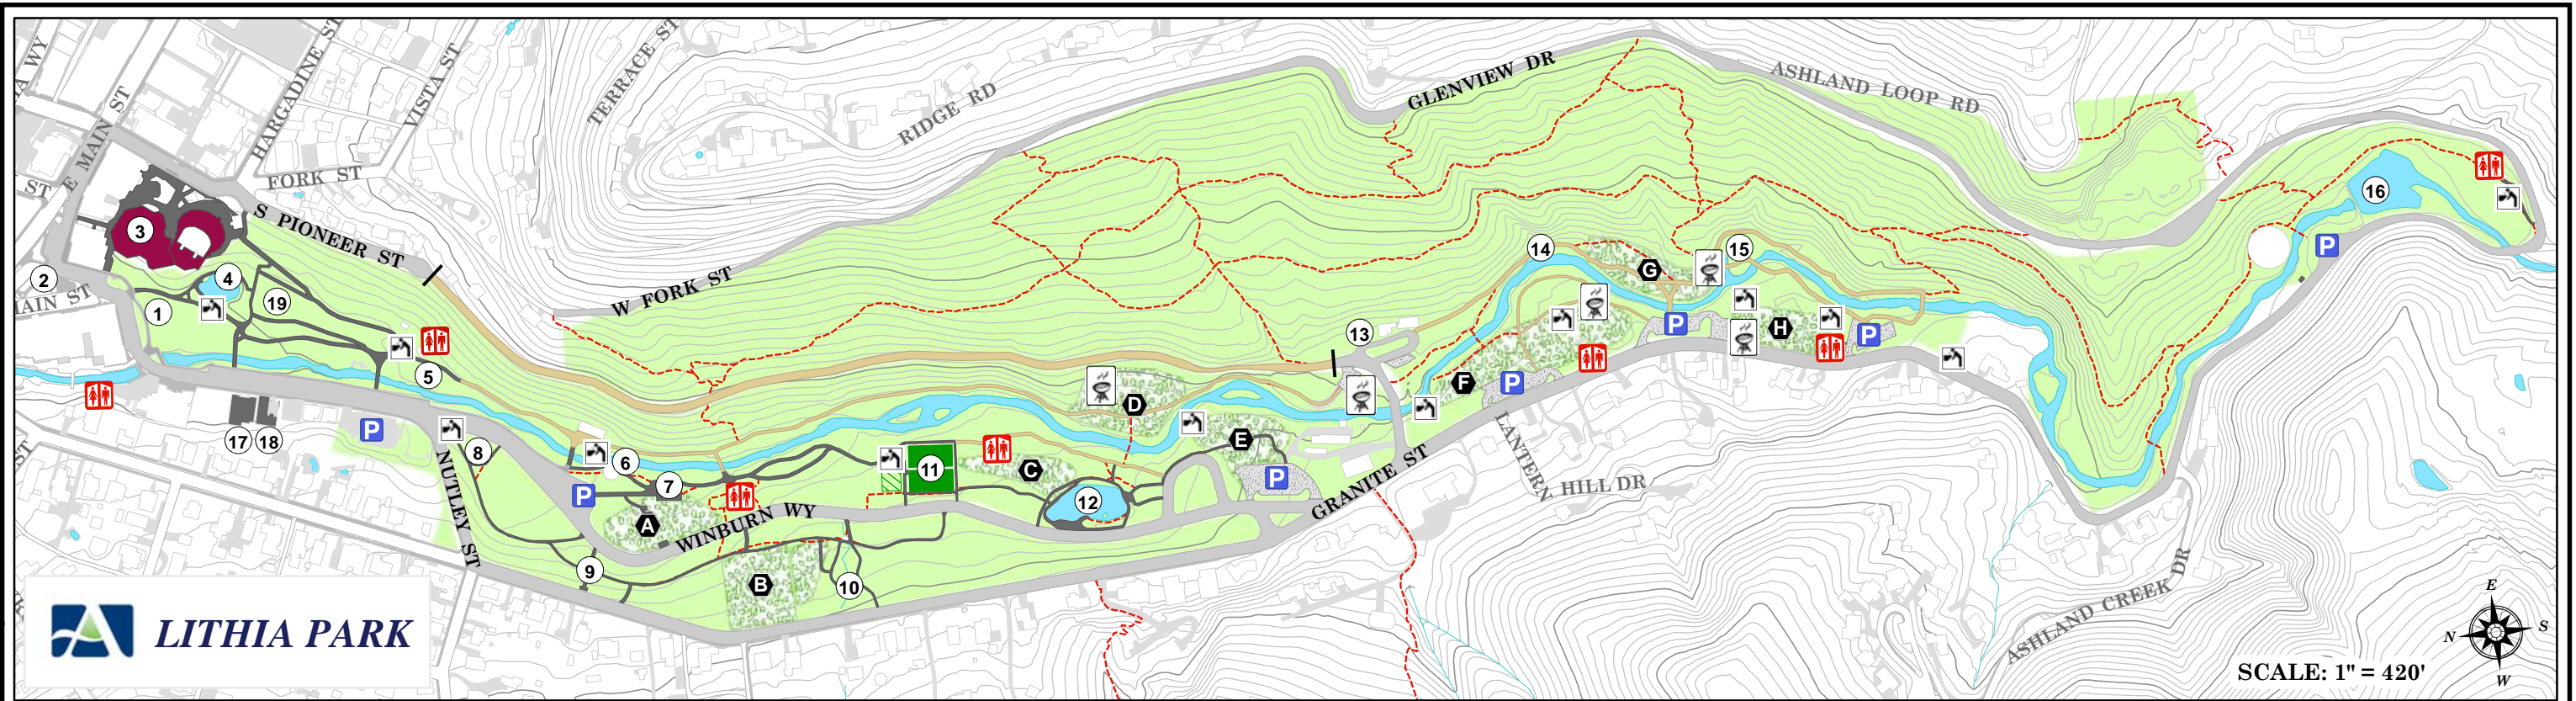 A WY
E MAIN ST
HARGADINE ST
VISTA ST
TERRACE ST
RIDGE RD
GLENVIEW DR
ASHLAND LOOP RD
ST
FORK ST
S PIONEER ST
W FORK ST
MAIN ST
1
2
3
4
19
5
17
18
8
6
7
9
10
11
12
13
14
15
16
A
B
C
D
E
F
G
H
P
P
P
P
P
P
P
NUTLEY ST
WINBURN WY
GRANITE ST
LANTERN HILL DR
ASHLAND CREEK DR
ST
LITHIA PARK
E
N
S
W
SCALE: 1" = 420'